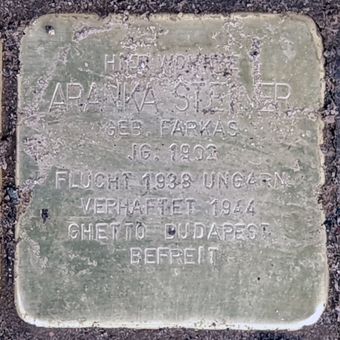 HIER WOHNTE
ARANKA STEINER
GEB. FARKAS
JG. 1902
FLUCHT 1938 UNGARN
VERHAFTET 1944
GHETTO BUDAPEST
BEFREIT